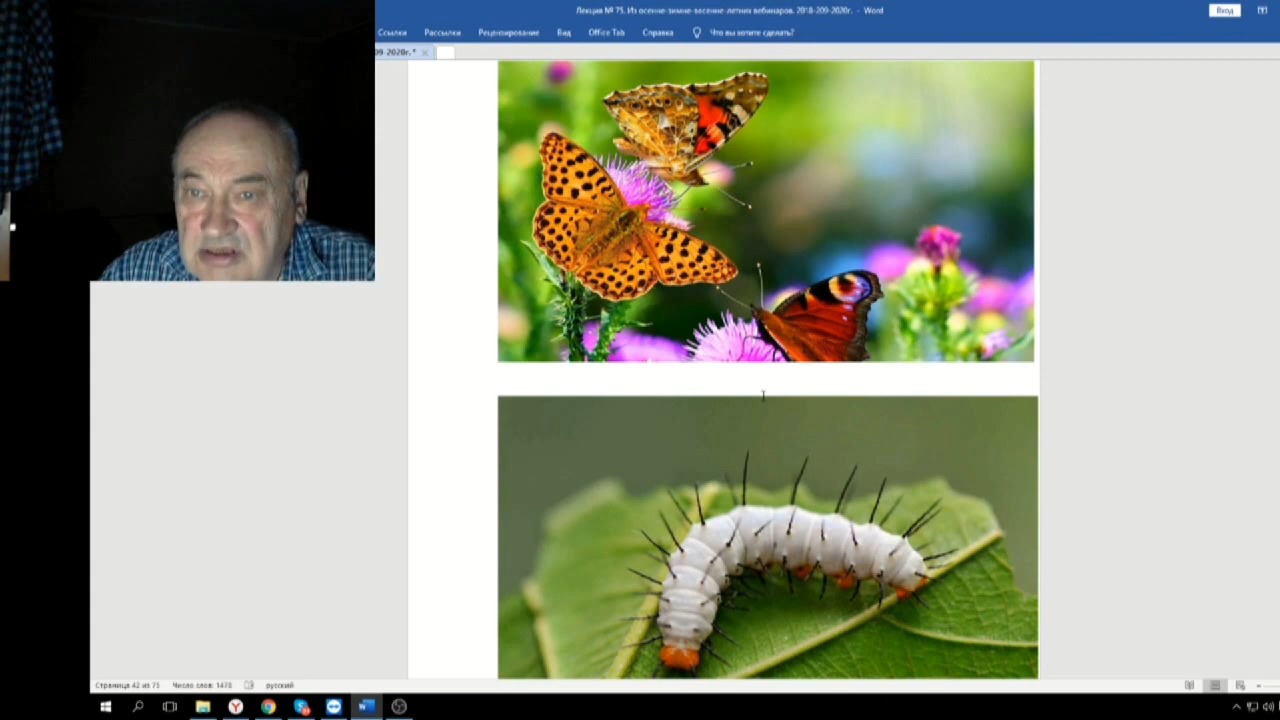 Лекция № 75. Из осенне-зимне-весенне-летних вебинаров. 2018-209-2020г. - Word
Вход
Ссылки Рассылки Рецензирование Вид Office Tab Справка Что вы хотите сделать?
09-2020г. *
Страница 42 из 75 Число слов: 1478 русский